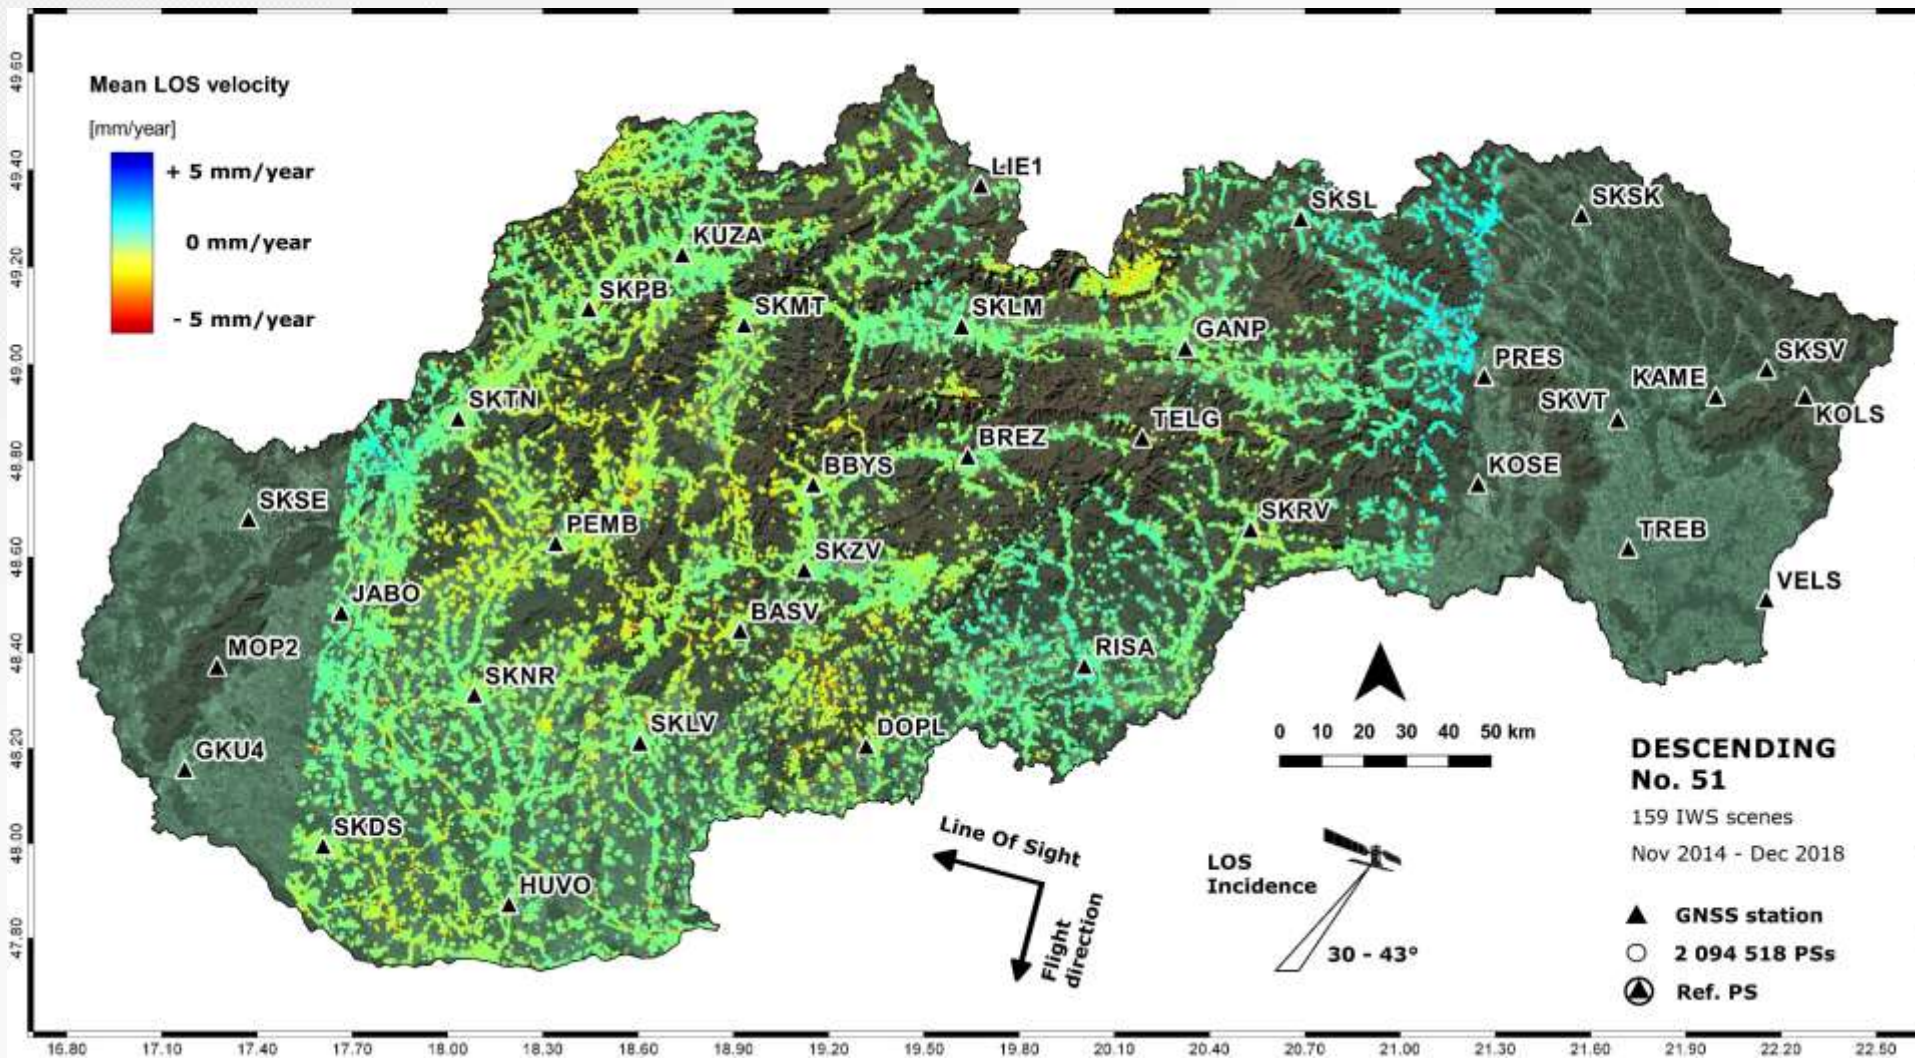 Mean LOS velocity
[mm/year]
+ 5 mm/year
0 mm/year
- 5 mm/year
49.60
49.40
49.20
49.00
48.80
48.60
48.40
48.20
48.00
47.80
LIE1
SKSL
SKSK
KUZA
SKPB
SKMT
SKLM
GANP
PRES
SKSV
KAME
SKVT
KOLS
SKTN
TELG
BREZ
BBYS
KOSE
SKSE
PEMB
SKRV
TREB
SKZV
VELS
JABO
BASV
MOP2
RISA
SKNR
SKLV
DOPL
GKU4
SKDS
HUVO
0 10 20 30 40 50 km
Line Of Sight
Flight
direction
LOS
Incidence
30 - 43°
DESCENDING
No. 51
159 IWS scenes
Nov 2014 - Dec 2018
GNSS station
2 094 518 PSs
Ref. PS
16.80 17.10 17.40 17.70 18.00 18.30 18.60 18.90 19.20 19.50 19.80 20.10 20.40 20.70 21.00 21.30 21.60 21.90 22.20 22.50